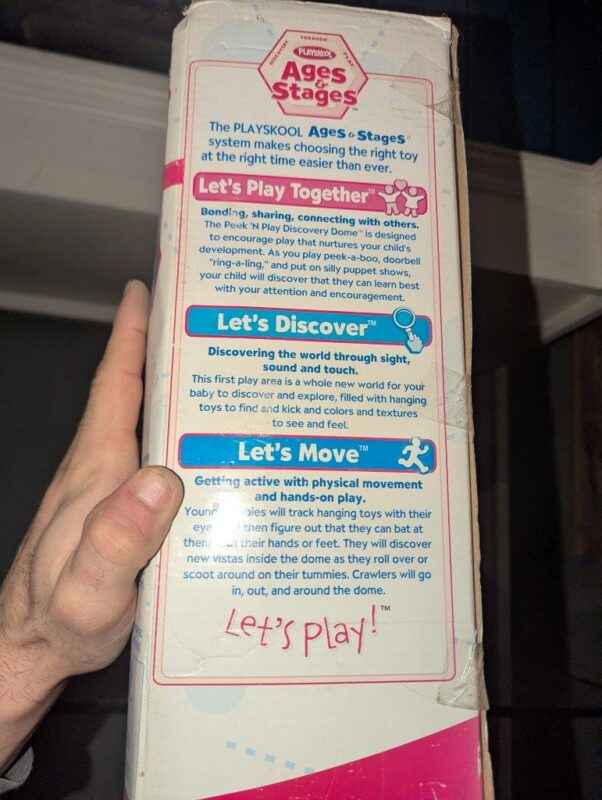 DISCOVERY THROUGH PLAY
PLAYSKOOL
Ages
&
Stages™
The PLAYSKOOL Ages & Stages
system makes choosing the right toy
at the right time easier than ever.
Let's Play Together™
Bonding, sharing, connecting with others.
The Peek 'N Play Discovery Dome™ is designed
to encourage play that nurtures your child's
development. As you play peek-a-boo, doorbell
"ring-a-ling," and put on silly puppet shows,
your child will discover that they can learn best
with your attention and encouragement.
Let's Discover™
Discovering the world through sight,
sound and touch.
This first play area is a whole new world for your
baby to discover and explore, filled with hanging
toys to find and kick and colors and textures
to see and feel.
Let's Move™
Getting active with physical movement
and hands-on play.
will track hanging toys with their
then figure out that they can bat at
their hands or feet. They will discover
new vistas inside the dome as they roll over or
scoot around on their tummies. Crawlers will go
in, out, and around the dome.
Let's play!™